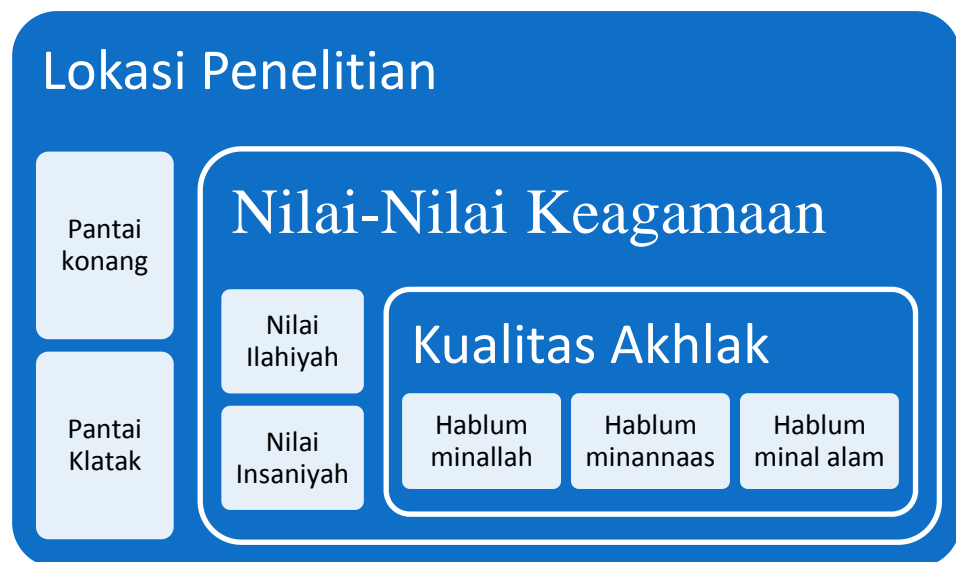 Lokasi Penelitian
Pantai
konang
Pantai
Klatak
Nilai-Nilai Keagamaan
Nilai
Ilahiyah
Nilai
Insaniyah
Kualitas Akhlak
Hablum
minallah
Hablum
minannaas
Hablum
minal alam